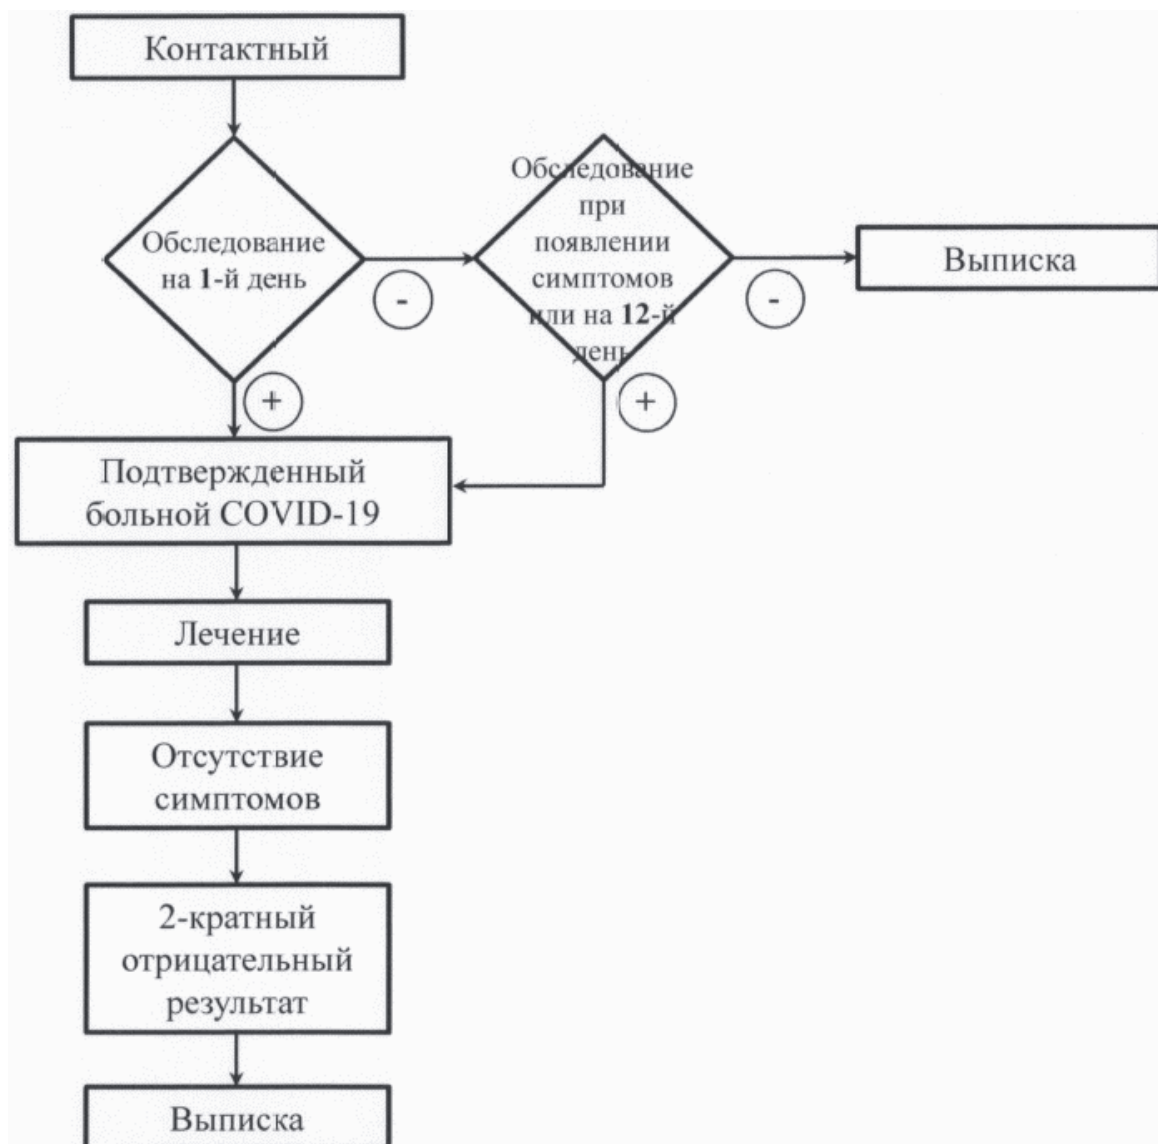 Контактный
Обследование
на 1-й день
-
+
Обследование
при
появлении
симптомов
или на 12-й
день
-
+
Выписка
Подтвержденный
больной COVID-19
Лечение
Отсутствие
симптомов
2-кратный
отрицательный
результат
Выписка